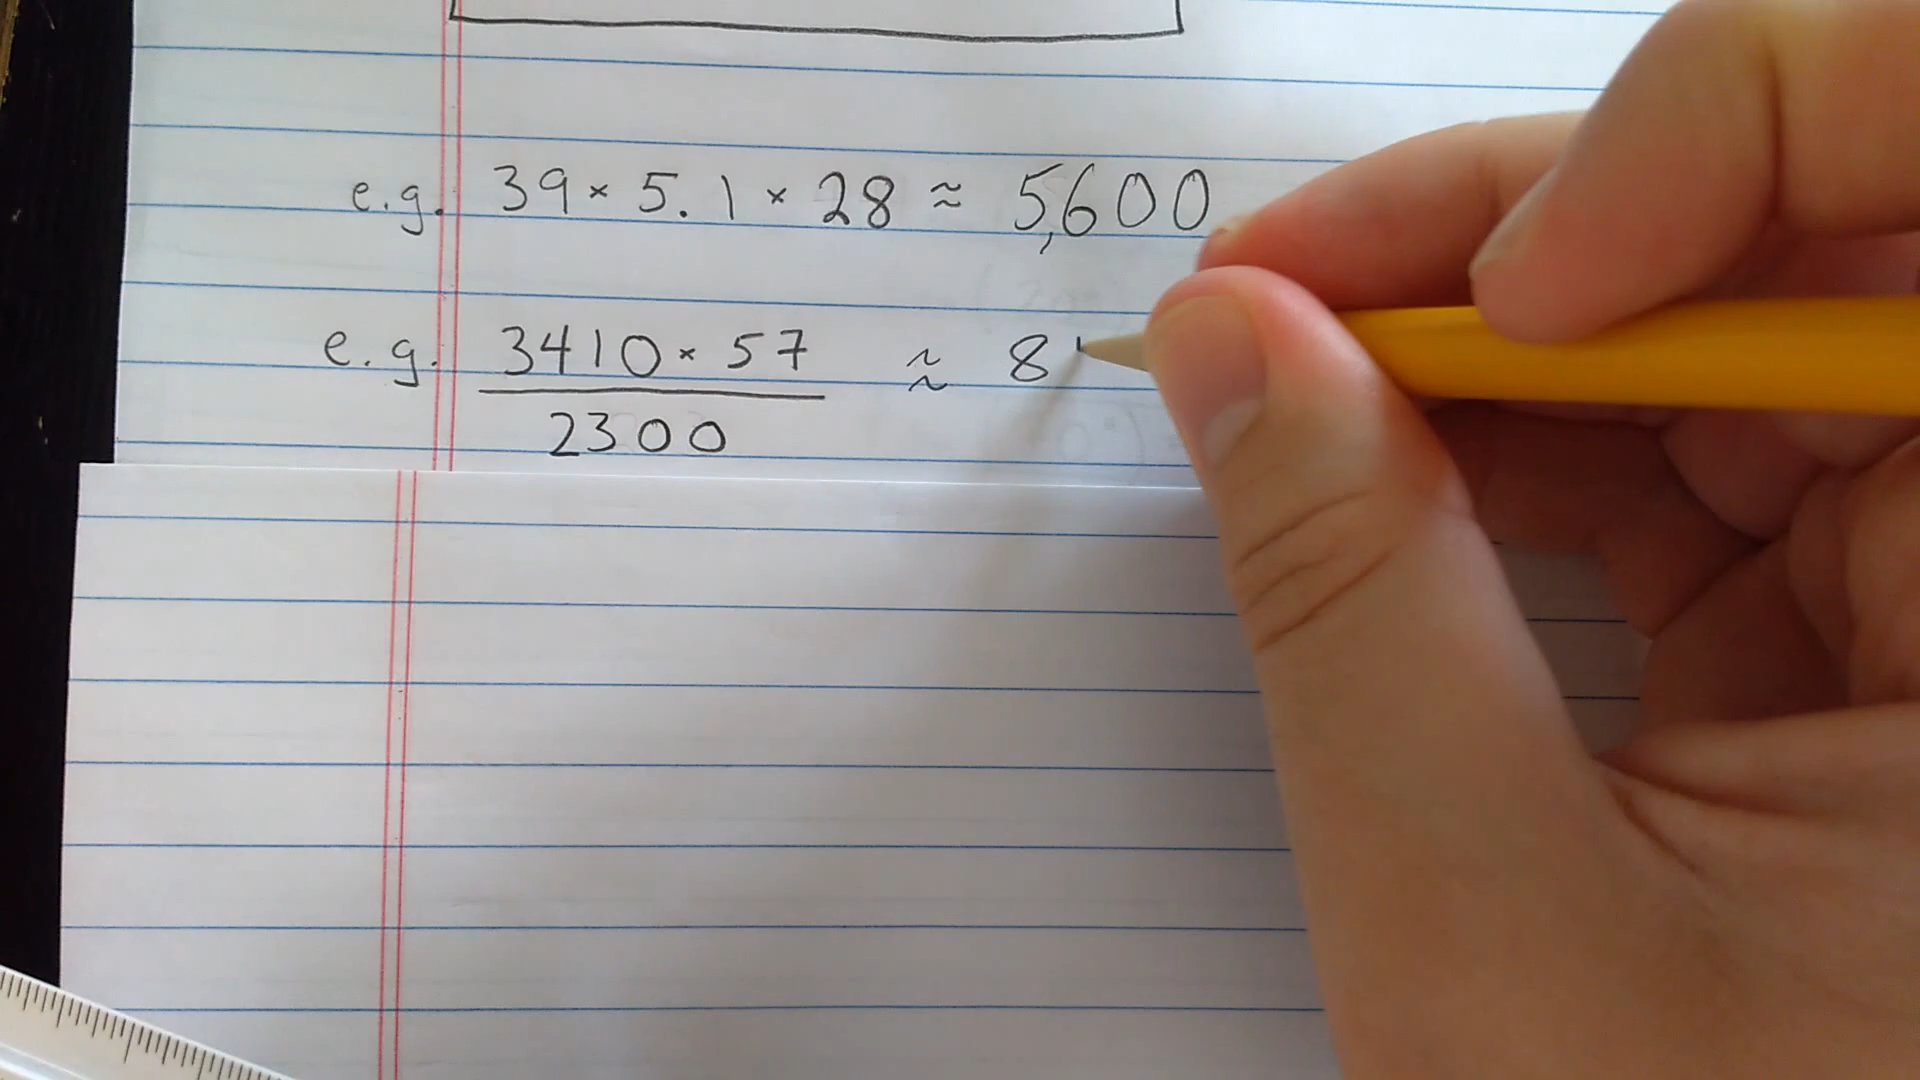 e.g. 39 × 5.1 × 28 ≈ 5,600
e.g. 3410 × 57 ≈ 8
2300